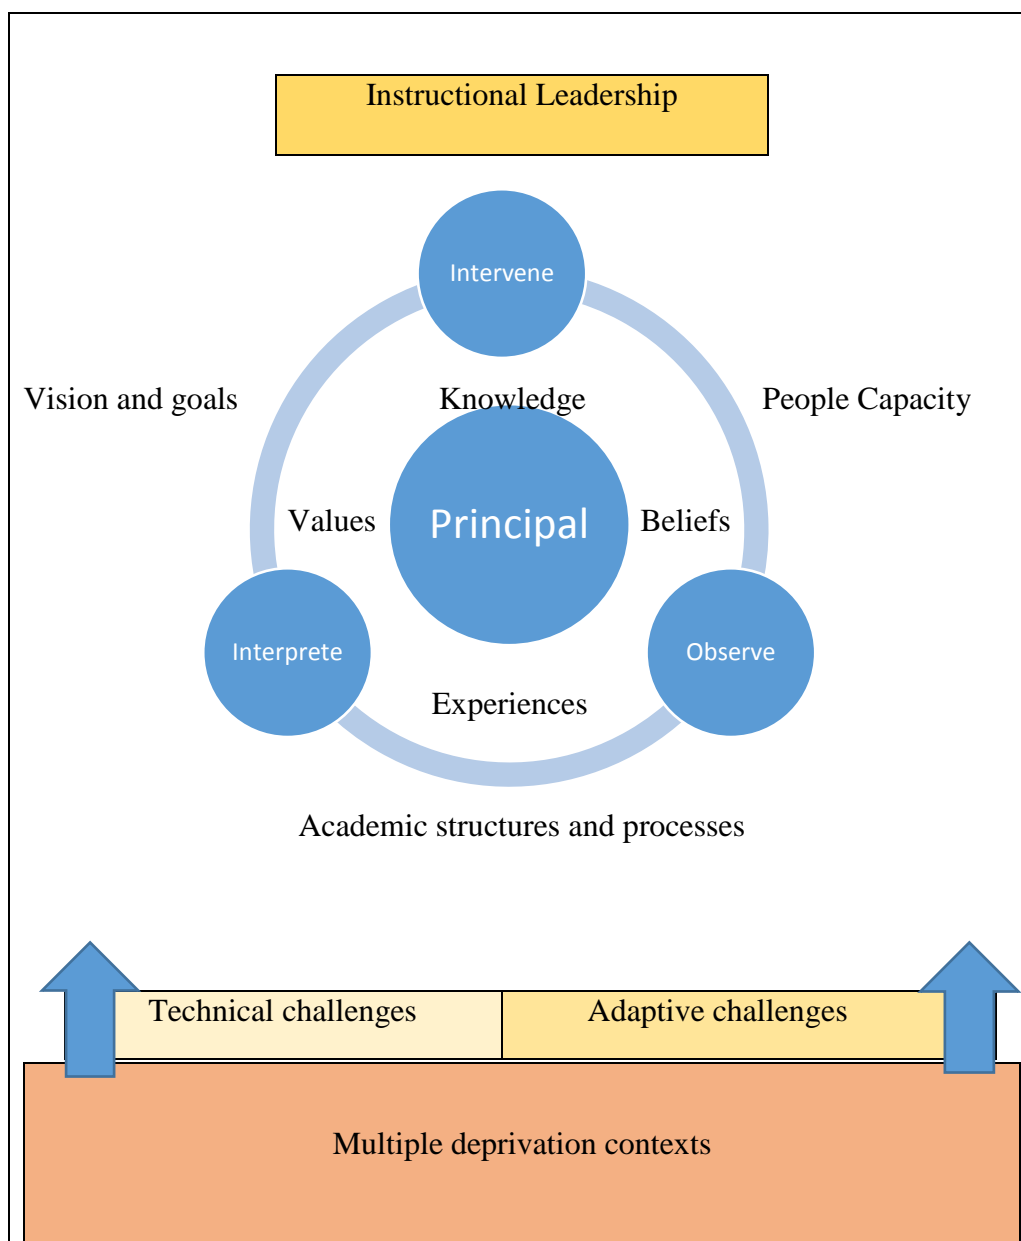 Instructional Leadership
Intervene
Vision and goals
Knowledge
People Capacity
Values
Principal
Beliefs
Interprete
Observe
Experiences
Academic structures and processes
Technical challenges
Adaptive challenges
Multiple deprivation contexts